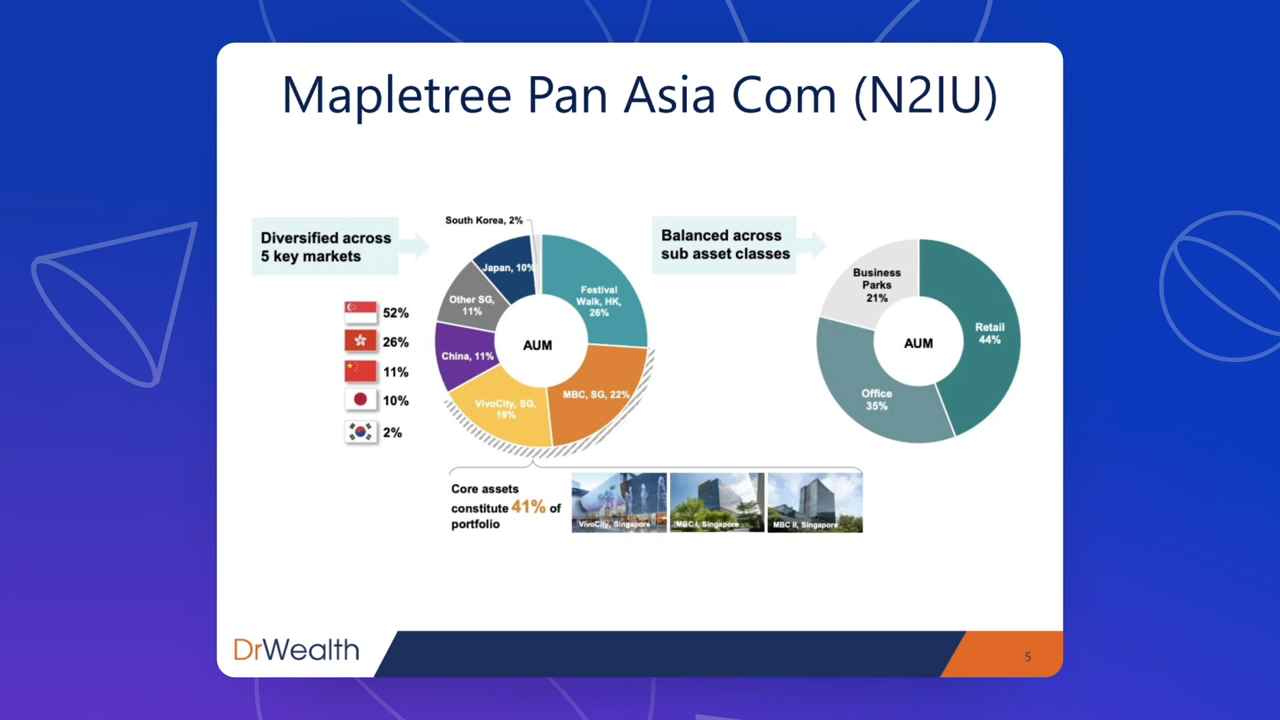 Mapletree Pan Asia Com (N2IU)
Diversified across
5 key markets
52%
26%
11%
10%
2%
South Korea, 2%
Japan, 10%
Other SG,
11%
China, 11%
VivoCity, SG,
19%
MBC, SG, 22%
Festival
Walk, HK,
26%
AUM
Core assets
constitute 41% of
portfolio
VivoCity, Singapore
MBC I, Singapore
MBC II, Singapore
Balanced across
sub asset classes
Business
Parks
21%
Retail
44%
Office
35%
AUM
DrWealth
5